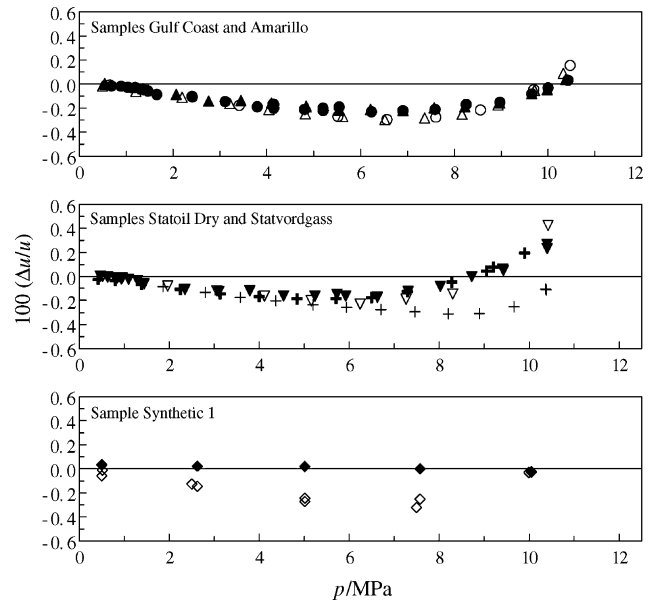 0.6
Samples Gulf Coast and Amarillo
0.4
0.2
0.0
-0.2
-0.4
-0.6
0 2 4 6 8 10 12
0.6
Samples Statoil Dry and Statvordgass
0.4
0.2
0.0
-0.2
-0.4
-0.6
0 2 4 6 8 10 12
100 (Δu/u)
0.6
Sample Synthetic 1
0.4
0.2
0.0
-0.2
-0.4
-0.6
0 2 4 6 8 10 12
p/MPa